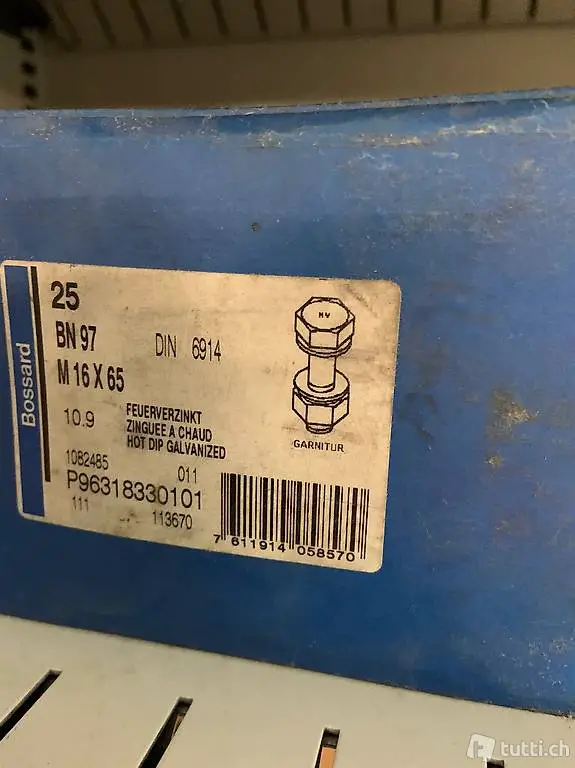 Bossard
25
BN 97 DIN 6914
M 16 X 65
10.9 FEUERVERZINKT
ZINGUEE A CHAUD
HOT DIP GALVANIZED
1082485 011
P96318330101
111 113670
HV
GARNITUR
7 611914 058570
tutti.ch